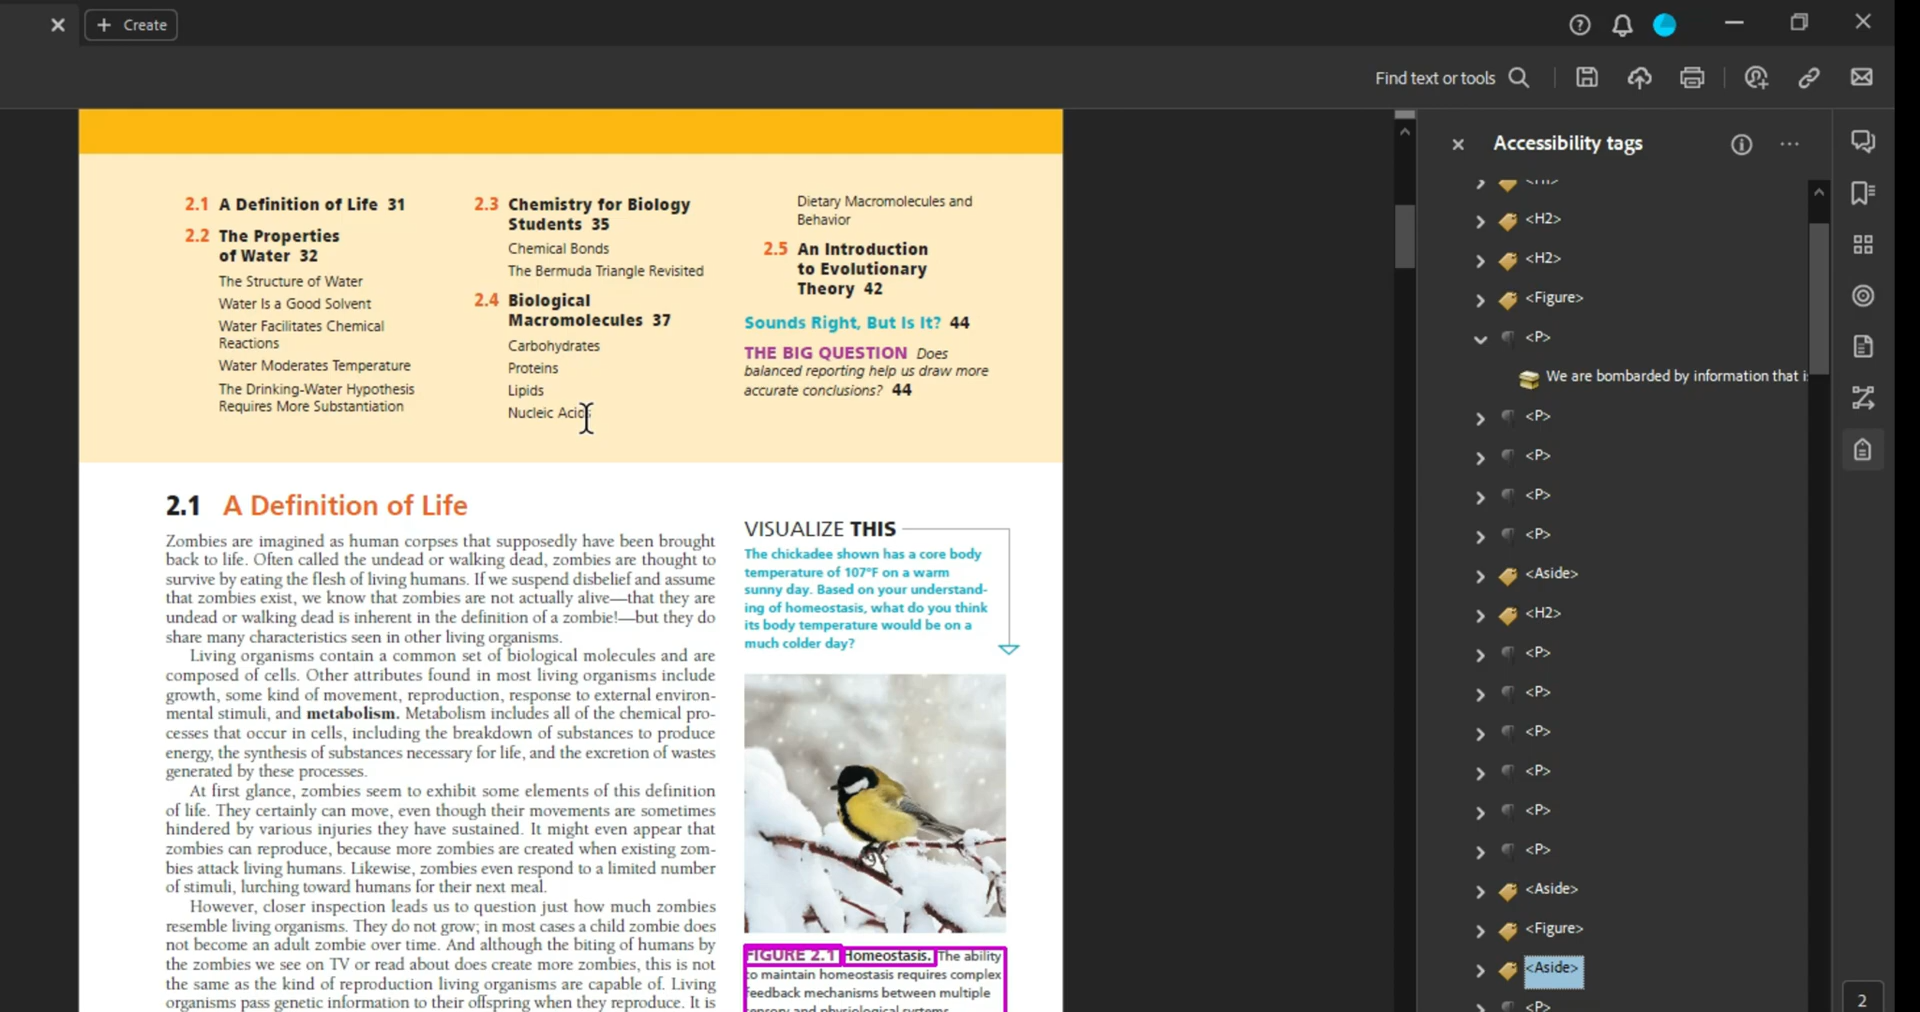 Create
Find text or tools
2.1 A Definition of Life 31
2.2 The Properties
of Water 32
The Structure of Water
Water Is a Good Solvent
Water Facilitates Chemical
Reactions
Water Moderates Temperature
The Drinking-Water Hypothesis
Requires More Substantiation
2.3 Chemistry for Biology
Students 35
Chemical Bonds
The Bermuda Triangle Revisited
2.4 Biological
Macromolecules 37
Carbohydrates
Proteins
Lipids
Nucleic Acids
Dietary Macromolecules and
Behavior
2.5 An Introduction
to Evolutionary
Theory 42
Sounds Right, But Is It? 44
THE BIG QUESTION Does
balanced reporting help us draw more
accurate conclusions? 44
2.1 A Definition of Life
Zombies are imagined as human corpses that supposedly have been brought
back to life. Often called the undead or walking dead, zombies are thought to
survive by eating the flesh of living humans. If we suspend disbelief and assume
that zombies exist, we know that zombies are not actually alive—that they are
undead or walking dead is inherent in the definition of a zombie!—but they do
share many characteristics seen in other living organisms.
Living organisms contain a common set of biological molecules and are
composed of cells. Other attributes found in most living organisms include
growth, some kind of movement, reproduction, response to external environ-
mental stimuli, and metabolism. Metabolism includes all of the chemical pro-
cesses that occur in cells, including the breakdown of substances to produce
energy, the synthesis of substances necessary for life, and the excretion of wastes
generated by these processes.
At first glance, zombies seem to exhibit some elements of this definition
of life. They certainly can move, even though their movements are sometimes
hindered by various injuries they have sustained. It might even appear that
zombies can reproduce, because more zombies are created when existing zom-
bies attack living humans. Likewise, zombies even respond to a limited number
of stimuli, lurching toward humans for their next meal.
However, closer inspection leads us to question just how much zombies
resemble living organisms. They do not grow; in most cases a child zombie does
not become an adult zombie over time. And although the biting of humans by
the zombies we see on TV or read about does create more zombies, this is not
the same as the kind of reproduction living organisms are capable of. Living
organisms pass genetic information to their offspring when they reproduce. It is
VISUALIZE THIS
The chickadee shown has a core body
temperature of 107°F on a warm
sunny day. Based on your understand-
ing of homeostasis, what do you think
its body temperature would be on a
much colder day?
FIGURE 2.1 Homeostasis. The ability
to maintain homeostasis requires complex
feedback mechanisms between multiple
sensory and physiological systems.
Accessibility tags
<H1>
<H2>
<H2>
<Figure>
<P>
We are bombarded by information that i
<P>
<P>
<P>
<P>
<Aside>
<H2>
<P>
<P>
<P>
<P>
<P>
<P>
<Aside>
<Figure>
<Aside>
<P>
2